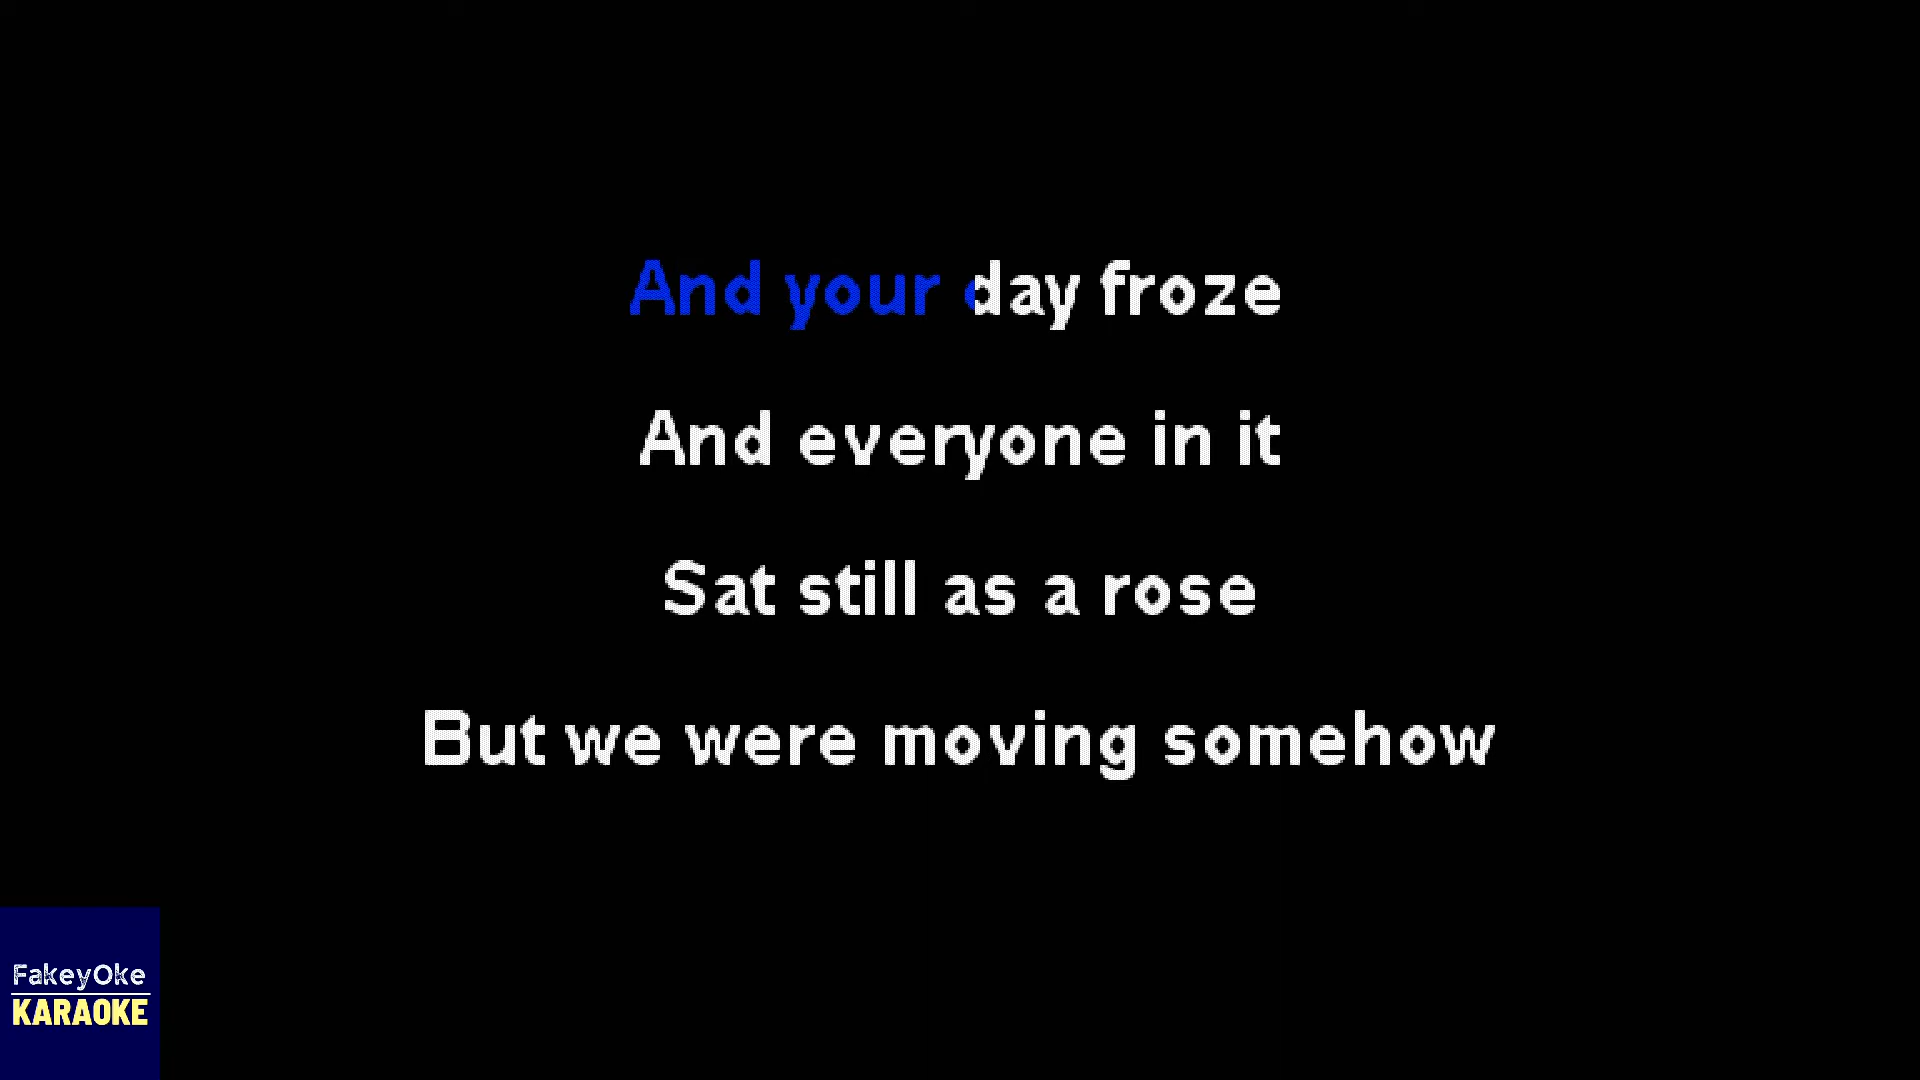 And your day froze
And everyone in it
Sat still as a rose
But we were moving somehow
FakeyOke
KARAOKE